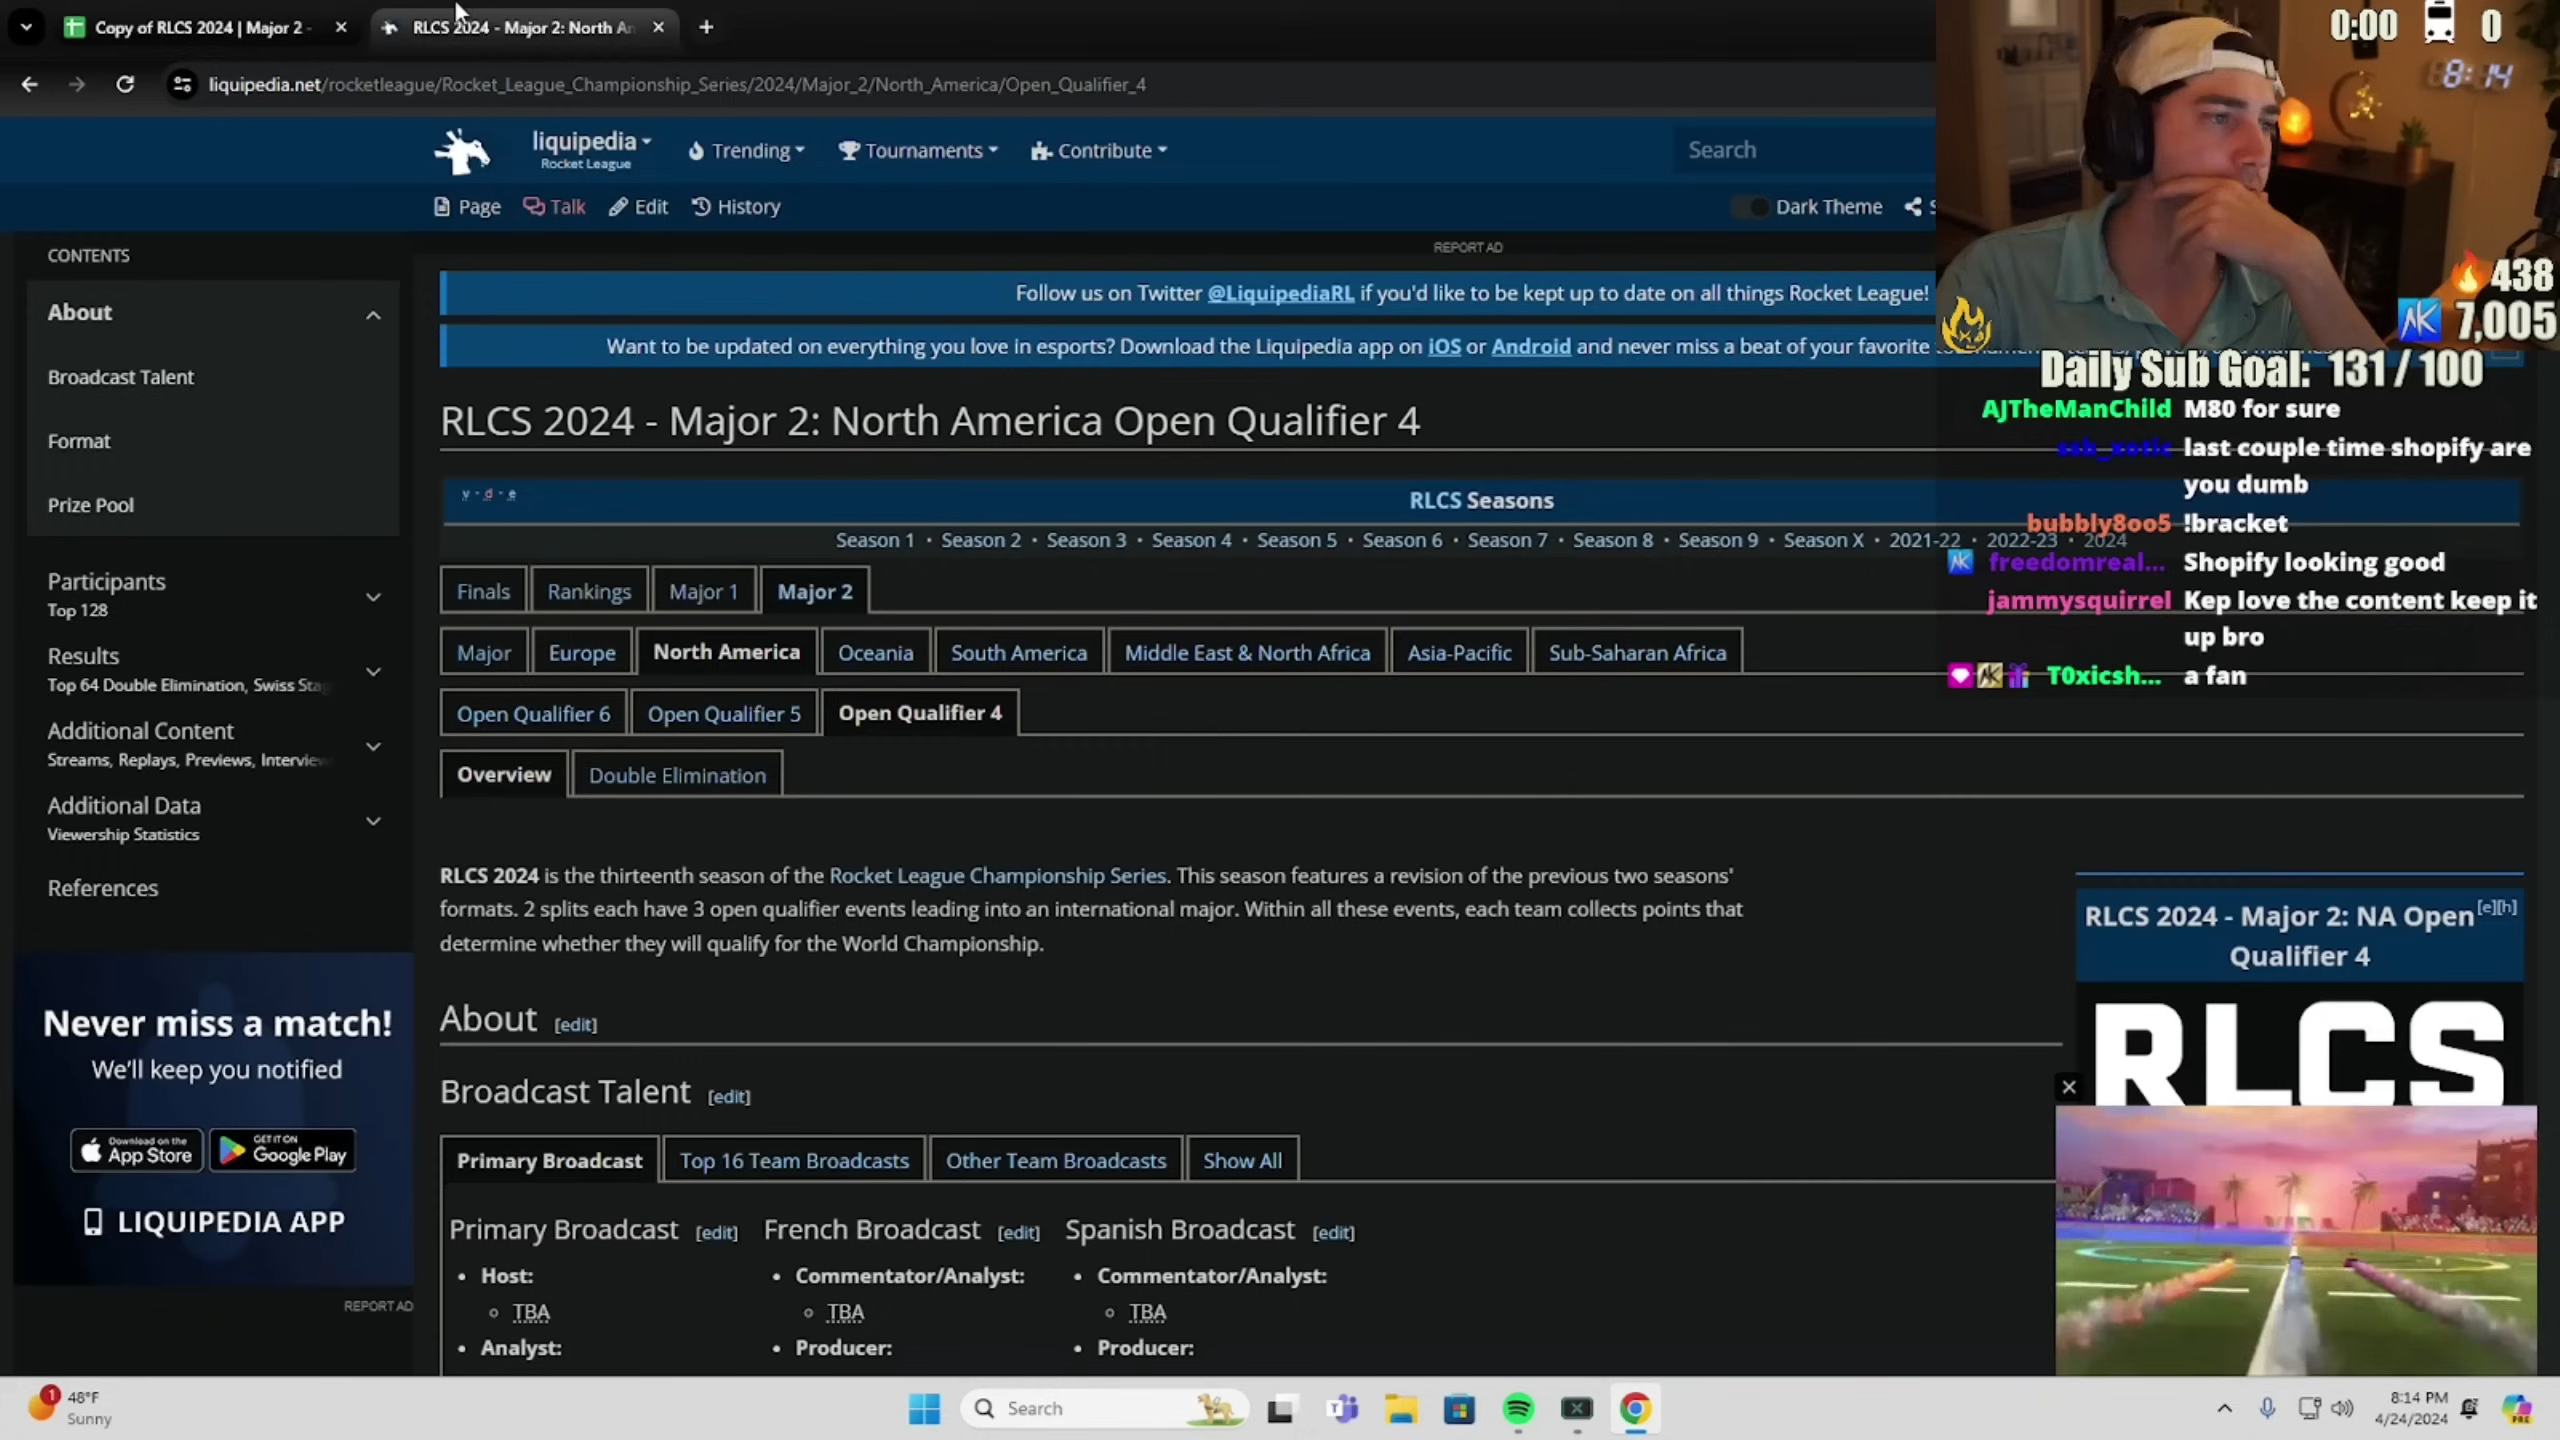 Copy of RLCS 2024 | Major 2 -
RLCS 2024 - Major 2: North An
liquipedia.net/rocketleague/Rocket_League_Championship_Series/2024/Major_2/North_America/Open_Qualifier_4
0:00 0
8:14
liquipedia
Rocket League
Trending
Tournaments
Contribute
Search
Page
Talk
Edit
History
Dark Theme
REPORT AD
CONTENTS
About
Broadcast Talent
Format
Prize Pool
Participants
Top 128
Results
Top 64 Double Elimination, Swiss Sta
Additional Content
Streams, Replays, Previews, Interview
Additional Data
Viewership Statistics
References
Never miss a match!
We'll keep you notified
Download on the
App Store
GET IT ON
Google Play
LIQUIPEDIA APP
REPORT AD
Follow us on Twitter @LiquipediaRL if you'd like to be kept up to date on all things Rocket League!
Want to be updated on everything you love in esports? Download the Liquipedia app on iOS or Android and never miss a beat of your favorite
RLCS 2024 - Major 2: North America Open Qualifier 4
v · d · e
RLCS Seasons
Season 1 • Season 2 • Season 3 • Season 4 • Season 5 • Season 6 • Season 7 • Season 8 • Season 9 • Season X • 2021-22 • 2022-23 • 2024
Finals
Rankings
Major 1
Major 2
Major
Europe
North America
Oceania
South America
Middle East & North Africa
Asia-Pacific
Sub-Saharan Africa
Open Qualifier 6
Open Qualifier 5
Open Qualifier 4
Overview
Double Elimination
RLCS 2024 is the thirteenth season of the Rocket League Championship Series. This season features a revision of the previous two seasons'
formats. 2 splits each have 3 open qualifier events leading into an international major. Within all these events, each team collects points that
determine whether they will qualify for the World Championship.
About [edit]
Broadcast Talent [edit]
Primary Broadcast
Top 16 Team Broadcasts
Other Team Broadcasts
Show All
Primary Broadcast [edit]
Host:
TBA
Analyst:
French Broadcast [edit]
Commentator/Analyst:
TBA
Producer:
Spanish Broadcast [edit]
Commentator/Analyst:
TBA
Producer:
RLCS 2024 - Major 2: NA Open [e][h]
Qualifier 4
RLCS
438
AK 7,005
Daily Sub Goal: 131 / 100
AJTheManChild M80 for sure
last couple time shopify are
you dumb
bubbly8oo5 !bracket
freedomreal... Shopify looking good
jammysquirrel Kep love the content keep it
up bro
T0xicsh... a fan
1
48°F
Sunny
Search
8:14 PM
4/24/2024
PRE